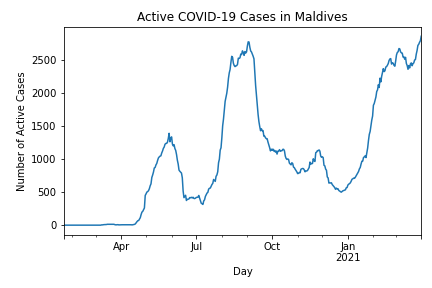 Active COVID-19 Cases in Maldives
Number of Active Cases
2500
2000
1500
1000
500
0
Apr
Jul
Oct
Jan
2021
Day